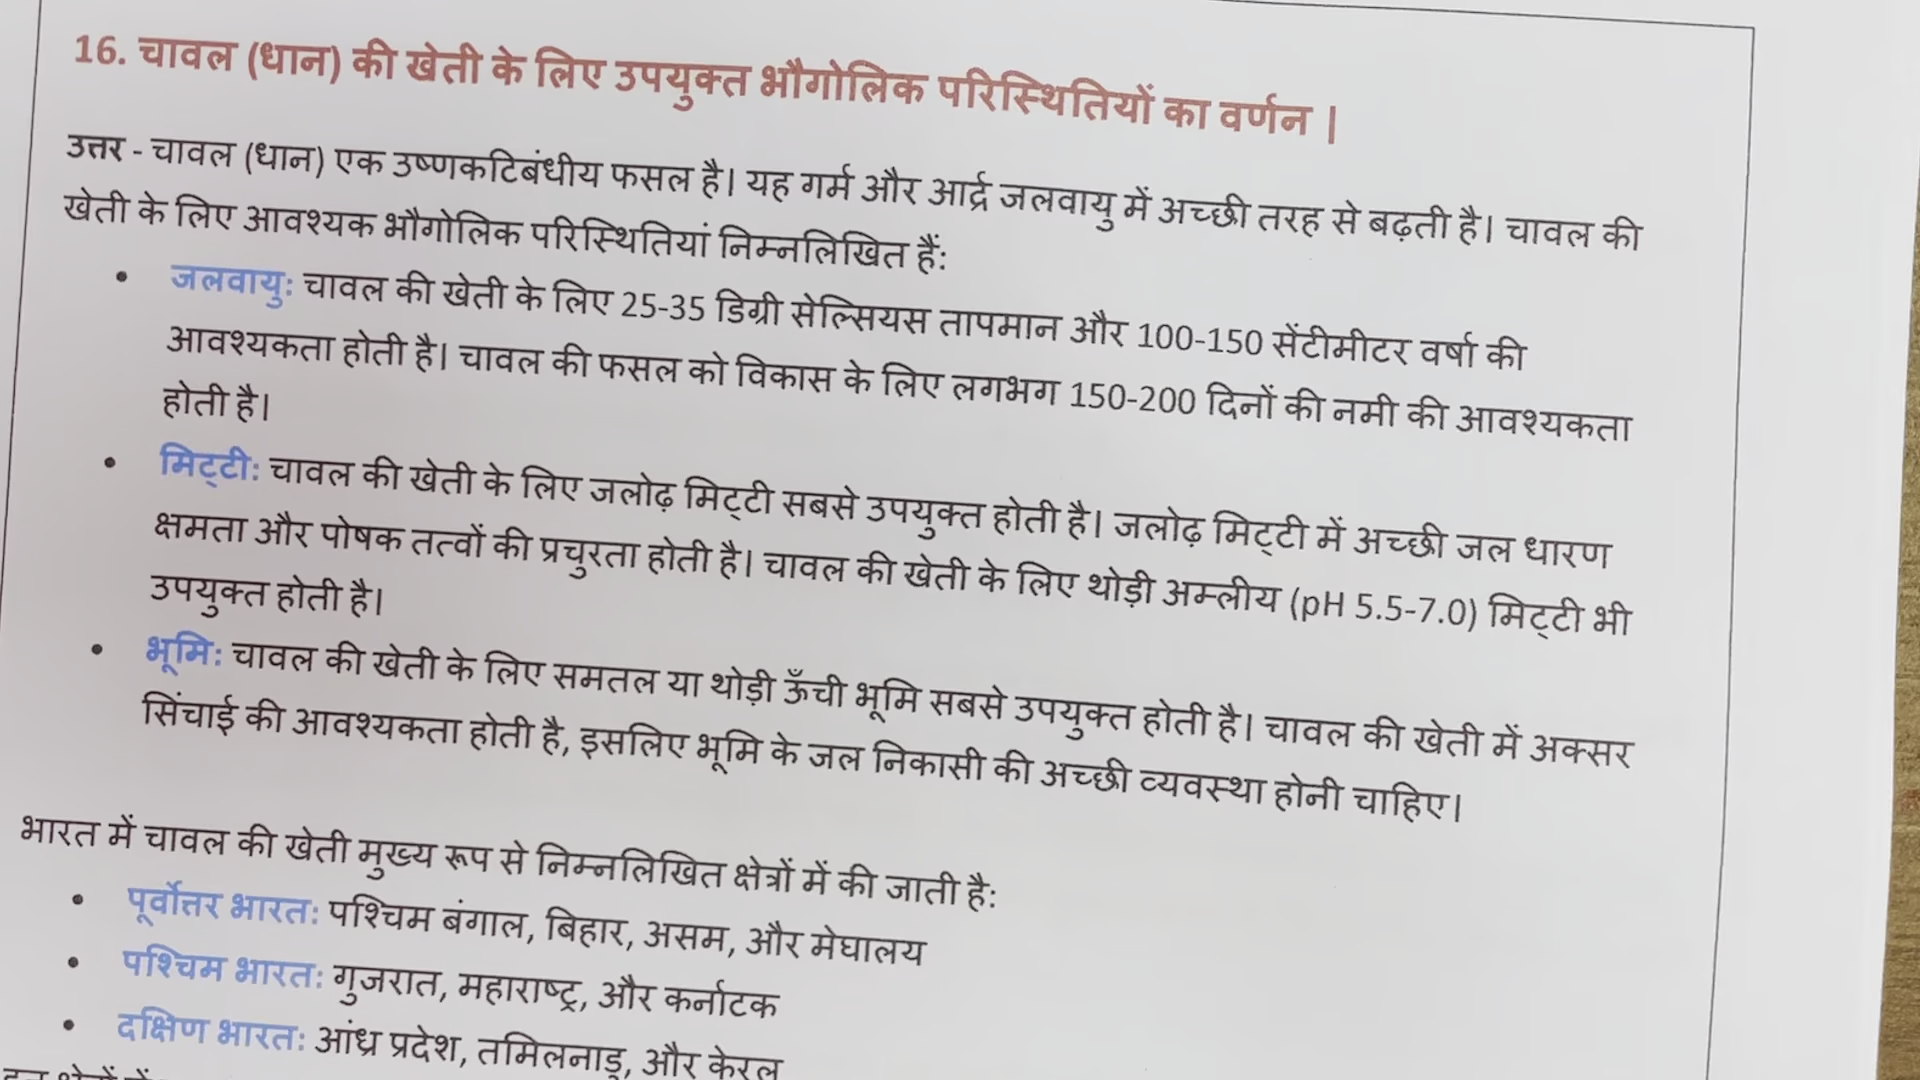 16. चावल (धान) की खेती के लिए उपयुक्त भौगोलिक परिस्थितियों का वर्णन |
उत्तर - चावल (धान) एक उष्णकटिबंधीय फसल है। यह गर्म और आर्द्र जलवायु में अच्छी तरह से बढ़ती है। चावल की
खेती के लिए आवश्यक भौगोलिक परिस्थितियां निम्नलिखित हैं:
• जलवायु: चावल की खेती के लिए 25-35 डिग्री सेल्सियस तापमान और 100-150 सेंटीमीटर वर्षा की
आवश्यकता होती है। चावल की फसल को विकास के लिए लगभग 150-200 दिनों की नमी की आवश्यकता
होती है।
• मिट्टी: चावल की खेती के लिए जलोढ़ मिट्टी सबसे उपयुक्त होती है। जलोढ़ मिट्टी में अच्छी जल धारण
क्षमता और पोषक तत्वों की प्रचुरता होती है। चावल की खेती के लिए थोड़ी अम्लीय (pH 5.5-7.0) मिट्टी भी
उपयुक्त होती है।
• भूमि: चावल की खेती के लिए समतल या थोड़ी ऊँची भूमि सबसे उपयुक्त होती है। चावल की खेती में अक्सर
सिंचाई की आवश्यकता होती है, इसलिए भूमि के जल निकासी की अच्छी व्यवस्था होनी चाहिए।
भारत में चावल की खेती मुख्य रूप से निम्नलिखित क्षेत्रों में की जाती है:
• पूर्वोत्तर भारत: पश्चिम बंगाल, बिहार, असम, और मेघालय
• पश्चिम भारत: गुजरात, महाराष्ट्र, और कर्नाटक
• दक्षिण भारत: आंध्र प्रदेश, तमिलनाडु, और केरल